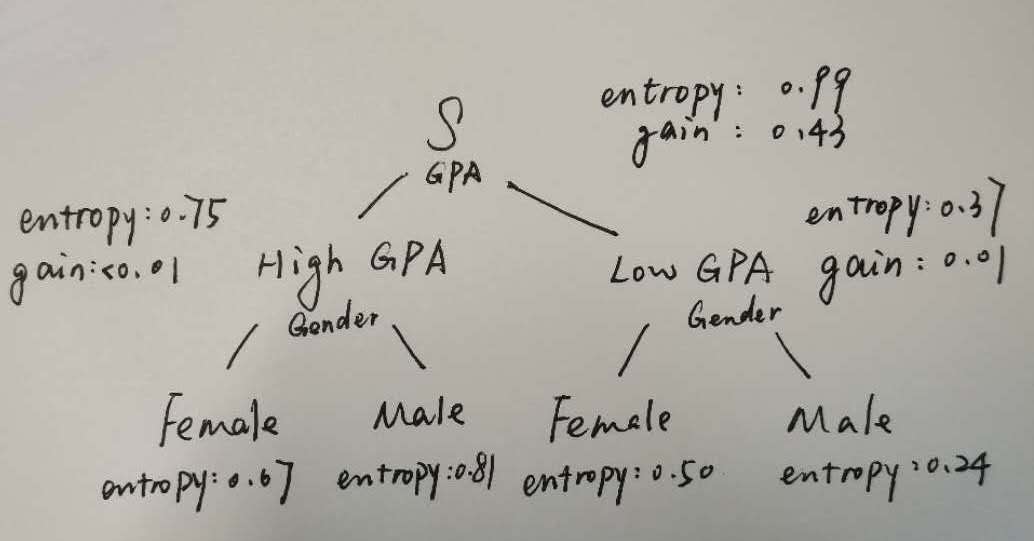 S
entropy: 0.99
gain: 0.43
GPA
entropy: 0.75
gain: <0.01
High GPA
Gender
Low GPA
Gender
entropy: 0.37
gain: 0.01
Female
entropy: 0.67
Male
entropy: 0.81
Female
entropy: 0.50
Male
entropy: 0.24